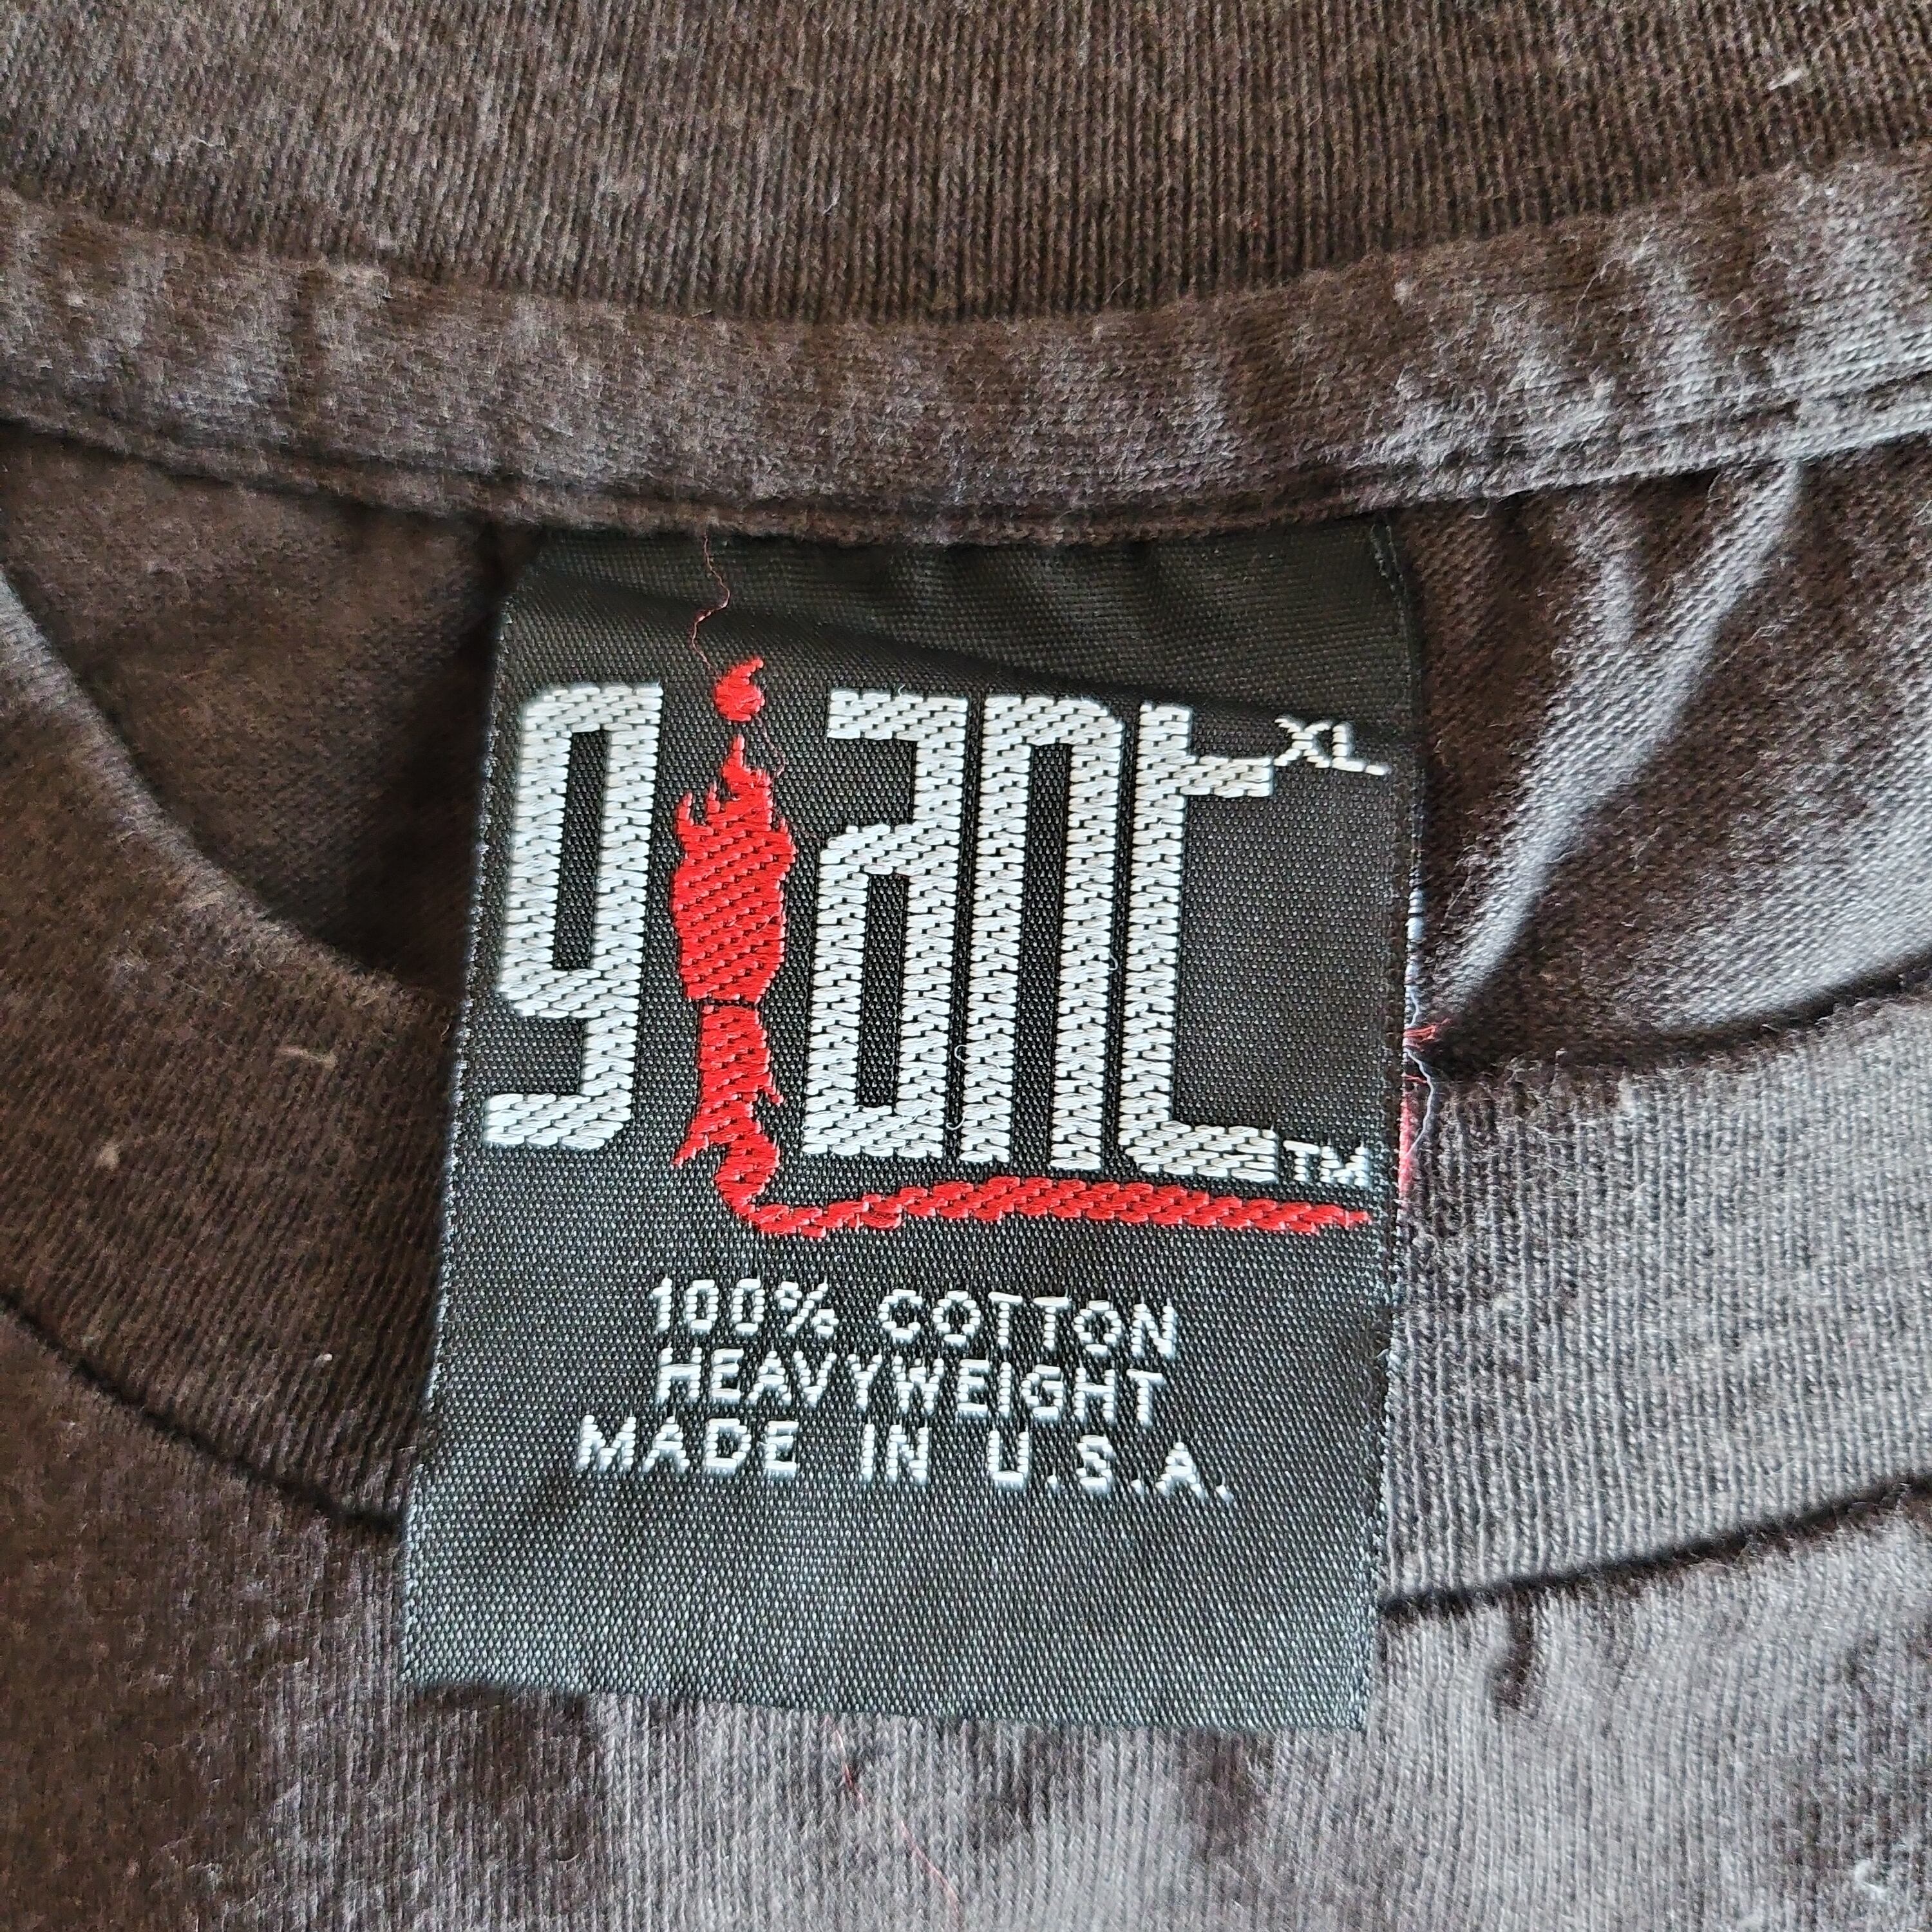 giant XL.
TM
100% COTTON
HEAVYWEIGHT
MADE IN U.S.A.